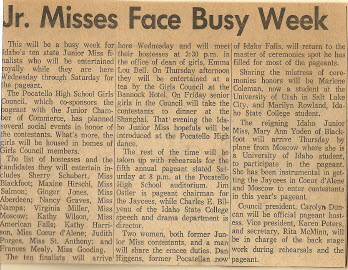 Jr. Misses Face Busy Week
This will be a busy week for
Idaho's ten state Junior Miss fi-
nalists who will be entertained
royally while they are here
Wednesday through Saturday for
the pageant.
The Pocatello High School Girls
Council, which co-sponsors the
pageant with the Junior Cham-
ber of Commerce, has planned
several social events in honor of
the contestants. What's more, the
girls will be housed in homes of
Girls Council members.
The list of hostesses and the
candidates they will entertain in-
cludes Sherry Schubert, Miss
Blackfoot; Maxine Hirschi, Miss
Salmon; Ginger Jones, Miss
Aberdeen; Nancy Graves, Miss
Nampa; Virginia Miller, Miss
Moscow; Kathy Wilson, Miss
American Falls; Kathy Harri-
son, Miss Coeur d'Alene; Judith
Forges, Miss St. Anthony; and
Frances Mealy, Miss Gooding.
The ten finalists will arrive
here Wednesday and will meet
their hostesses at 3:30 p.m. in
the office of dean of girls, Emma
Lou Bell. On Thursday afternoon
they will be entertained at a
tea by the Girls Council at the
Bannock Hotel. On Friday senior
girls in the Council will take the
contestants to dinner at the
Shanghai. That evening the Ida-
ho Junior Miss hopefuls will be
introduced at the Pocatello High
dance.
The rest of the time will be
taken up with rehearsals for the
fifth annual pageant slated Sat-
urday at 8 p.m. at the Pocatello
High School auditorium. Jim
Ostler is pageant chairman for
the Jaycees, while Charles E. Bil-
yeu of the Idaho State College
speech and drama department is
director.
Two women, both former Jun-
ior Miss contestants, and a man
will share the emcee duties. Dan
Higgens, former Pocatellan now
of Idaho Falls, will return to the
master of ceremonies spot he has
filled for most of the pageants.
Sharing the mistress of cere-
monies honors will be Marlene
Coleman, now a student at the
University of Utah in Salt Lake
City, and Marilyn Rowland, Ida-
ho State College student.
The reigning Idaho Junior
Miss, Mary Ann Yoden of Black-
foot will arrive Thursday by
plane from Moscow where she is
a University of Idaho student,
to participate in the pageant.
She has been instrumental in get-
ting the Jaycees in Coeur d'Alene
and Moscow to enter contestants
in this year's pageant.
Council president, Carolyn Dun-
can will be official pageant host-
ess. Vice president, Karen Peters,
and secretary, Rita McMinn, will
be in charge of the back stage
work during rehearsals and the
pageant.